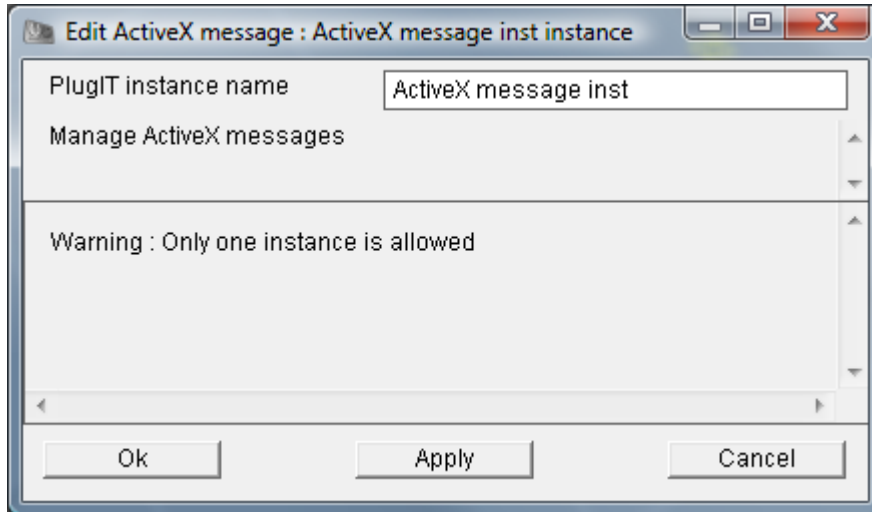 Edit ActiveX message : ActiveX message inst instance
PlugIT instance name
ActiveX message inst
Manage ActiveX messages
Warning : Only one instance is allowed
Ok
Apply
Cancel